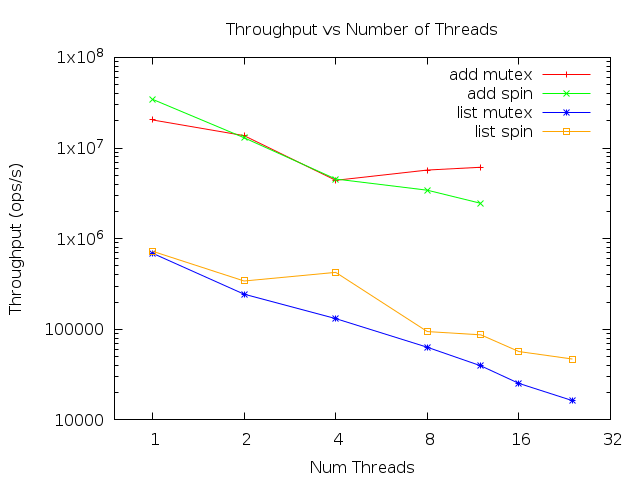 Throughput vs Number of Threads
1x10^8
1x10^7
1x10^6
100000
10000
Throughput (ops/s)
add mutex
add spin
list mutex
list spin
1 2 4 8 16 32
Num Threads